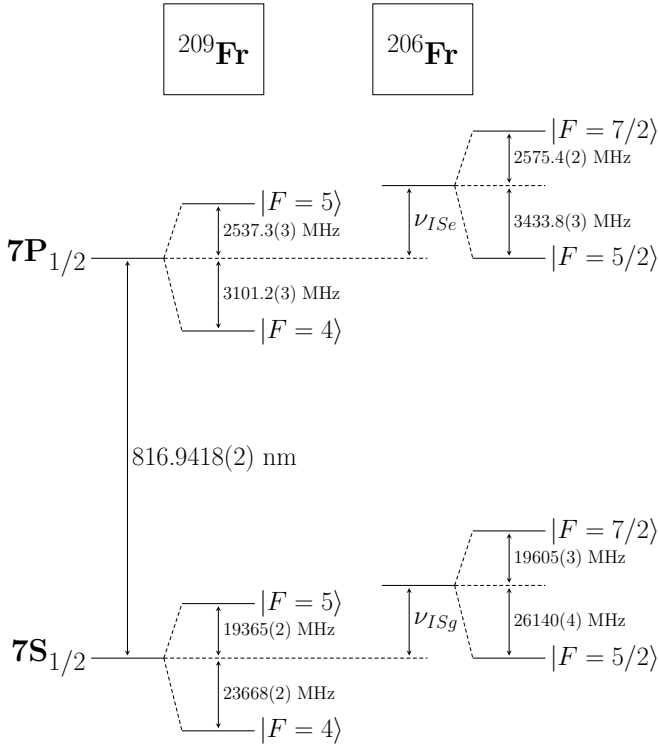 ²⁰⁹Fr
²⁰⁶Fr
|F = 7/2⟩
2575.4(2) MHz
|F = 5⟩
2537.3(3) MHz
ν_ISe
3433.8(3) MHz
7P₁/₂
|F = 5/2⟩
3101.2(3) MHz
|F = 4⟩
816.9418(2) nm
|F = 7/2⟩
19605(3) MHz
|F = 5⟩
19365(2) MHz
ν_ISg
26140(4) MHz
7S₁/₂
|F = 5/2⟩
23668(2) MHz
|F = 4⟩